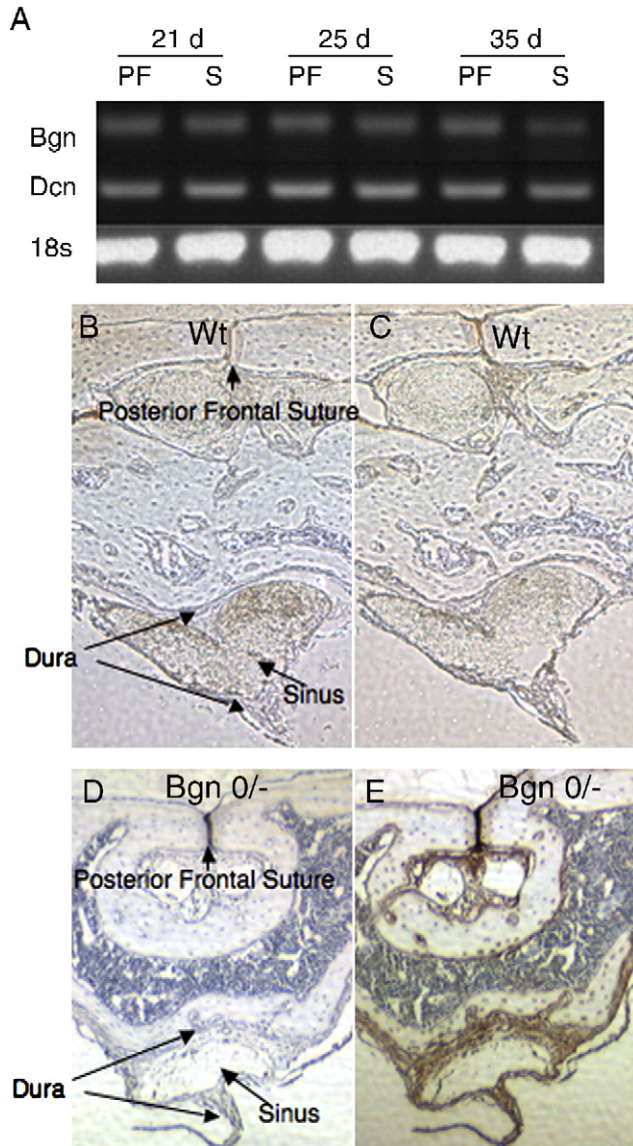 A
21 d 25 d 35 d
PF S PF S PF S
Bgn
Dcn
18s
B Wt C Wt
Posterior Frontal Suture
Dura
Sinus
D Bgn 0/- E Bgn 0/-
Posterior Frontal Suture
Dura
Sinus